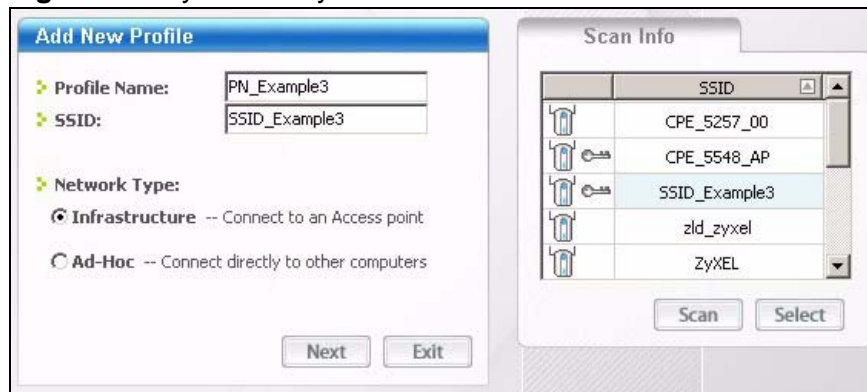 Add New Profile
Profile Name: PN_Example3
SSID: SSID_Example3
Network Type:
Infrastructure -- Connect to an Access point
Ad-Hoc -- Connect directly to other computers
Next Exit
Scan Info
SSID
CPE_5257_00
CPE_5548_AP
SSID_Example3
zld_zyxel
ZyXEL
Scan Select